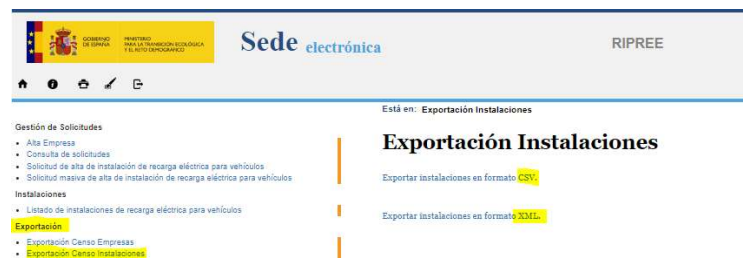 GOBIERNO
DE ESPAÑA
MINISTERIO
PARA LA TRANSICIÓN ECOLÓGICA
Y EL RETO DEMOGRÁFICO
Sede electrónica
RIPREE
Está en: Exportación Instalaciones
Gestión de Solicitudes
Alta Empresa
Consulta de solicitudes
Solicitud de alta de instalación de recarga eléctrica para vehículos
Solicitud masiva de alta de instalación de recarga eléctrica para vehículos
Instalaciones
Listado de instalaciones de recarga eléctrica para vehículos
Exportación
Exportación Censo Empresas
Exportación Censo Instalaciones
Exportación Instalaciones
Exportar instalaciones en formato CSV.
Exportar instalaciones en formato XML.